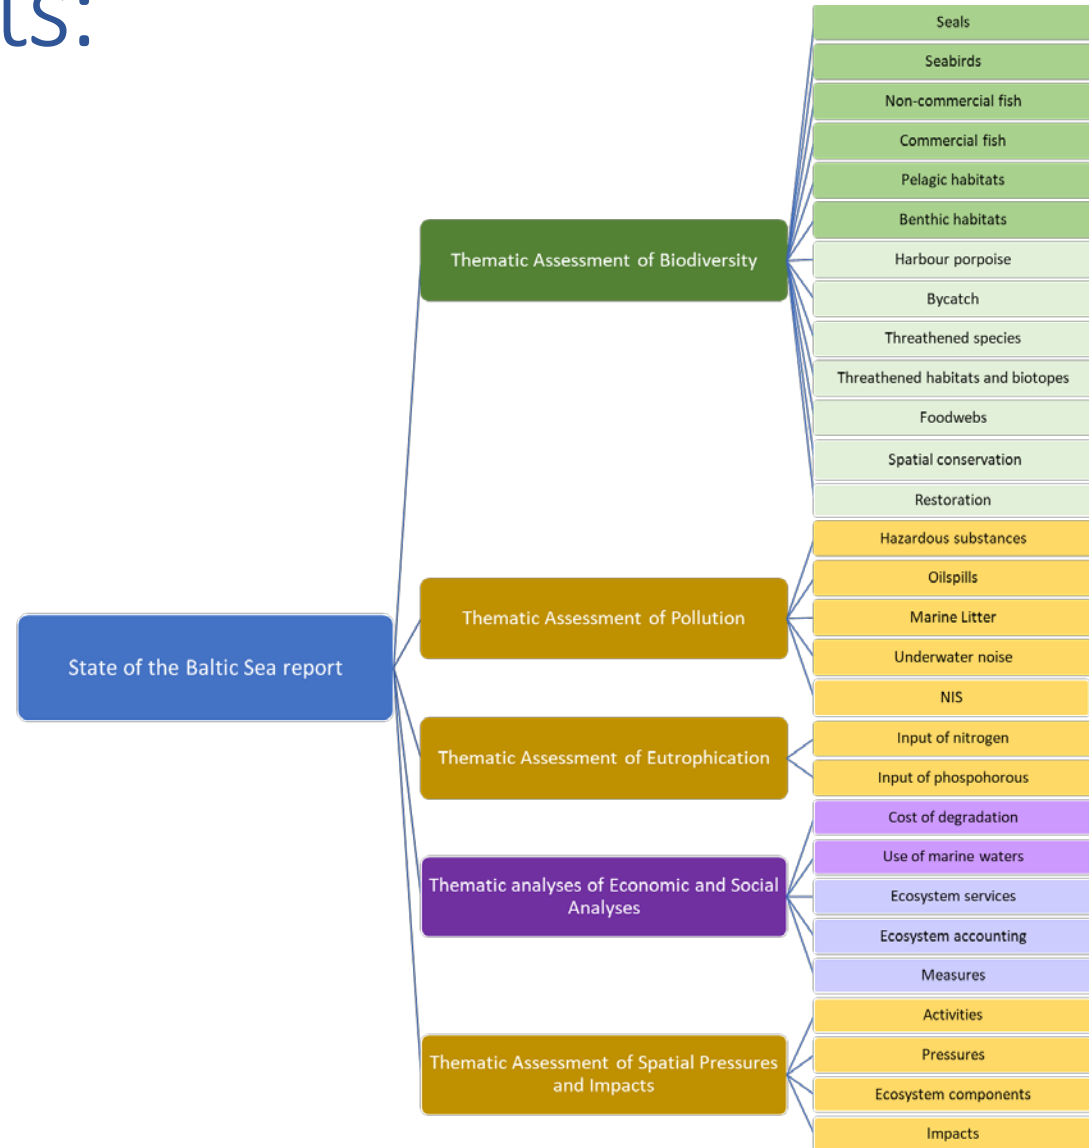 ts:
State of the Baltic Sea report
Thematic Assessment of Biodiversity
Seals
Seabirds
Non-commercial fish
Commercial fish
Pelagic habitats
Benthic habitats
Harbour porpoise
Bycatch
Threathened species
Threathened habitats and biotopes
Foodwebs
Spatial conservation
Restoration
Thematic Assessment of Pollution
Hazardous substances
Oilspills
Marine Litter
Underwater noise
NIS
Thematic Assessment of Eutrophication
Input of nitrogen
Input of phospohorous
Thematic analyses of Economic and Social
Analyses
Cost of degradation
Use of marine waters
Ecosystem services
Ecosystem accounting
Measures
Thematic Assessment of Spatial Pressures
and Impacts
Activities
Pressures
Ecosystem components
Impacts